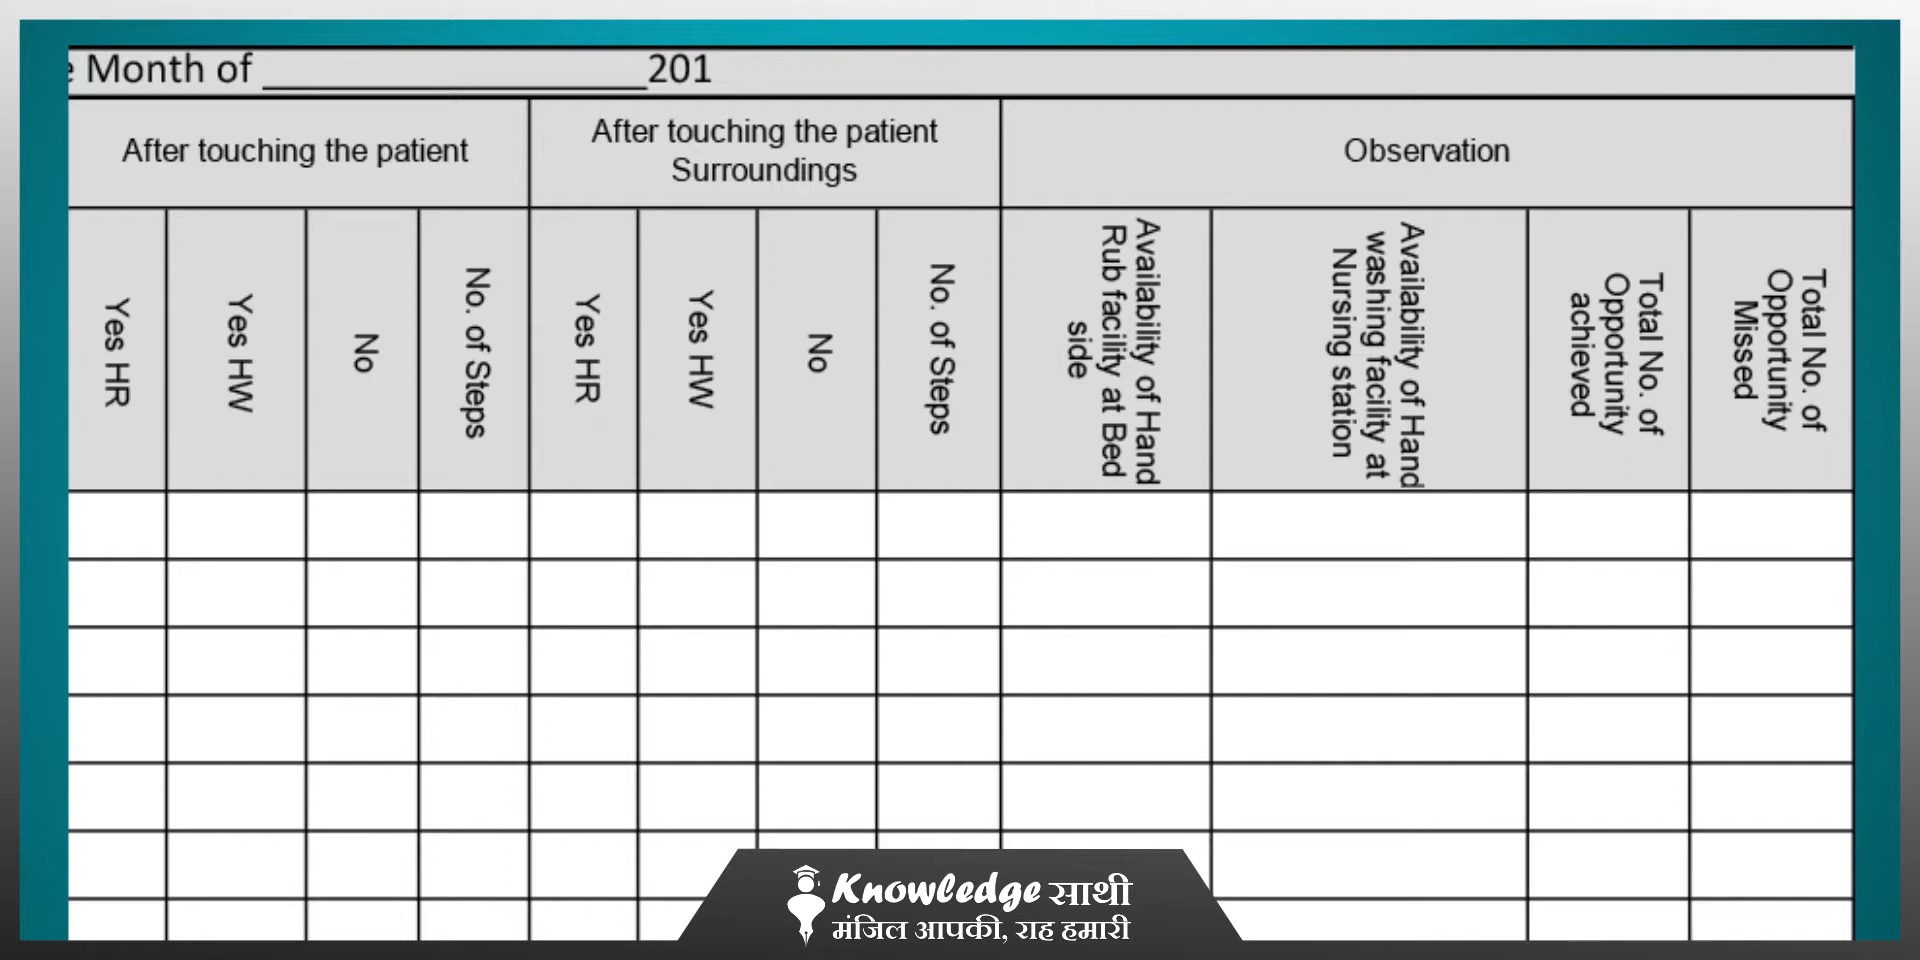 e Month of ____________________201
After touching the patient
After touching the patient
Surroundings
Observation
Yes HR
Yes HW
No
No. of Steps
Yes HR
Yes HW
No
No. of Steps
Availability of Hand
Rub facility at Bed
side
Availability of Hand
washing facility at
Nursing station
Total No. of
Opportunity
achieved
Total No. of
Opportunity
Missed
Knowledge साथी
मंजिल आपकी, राह हमारी